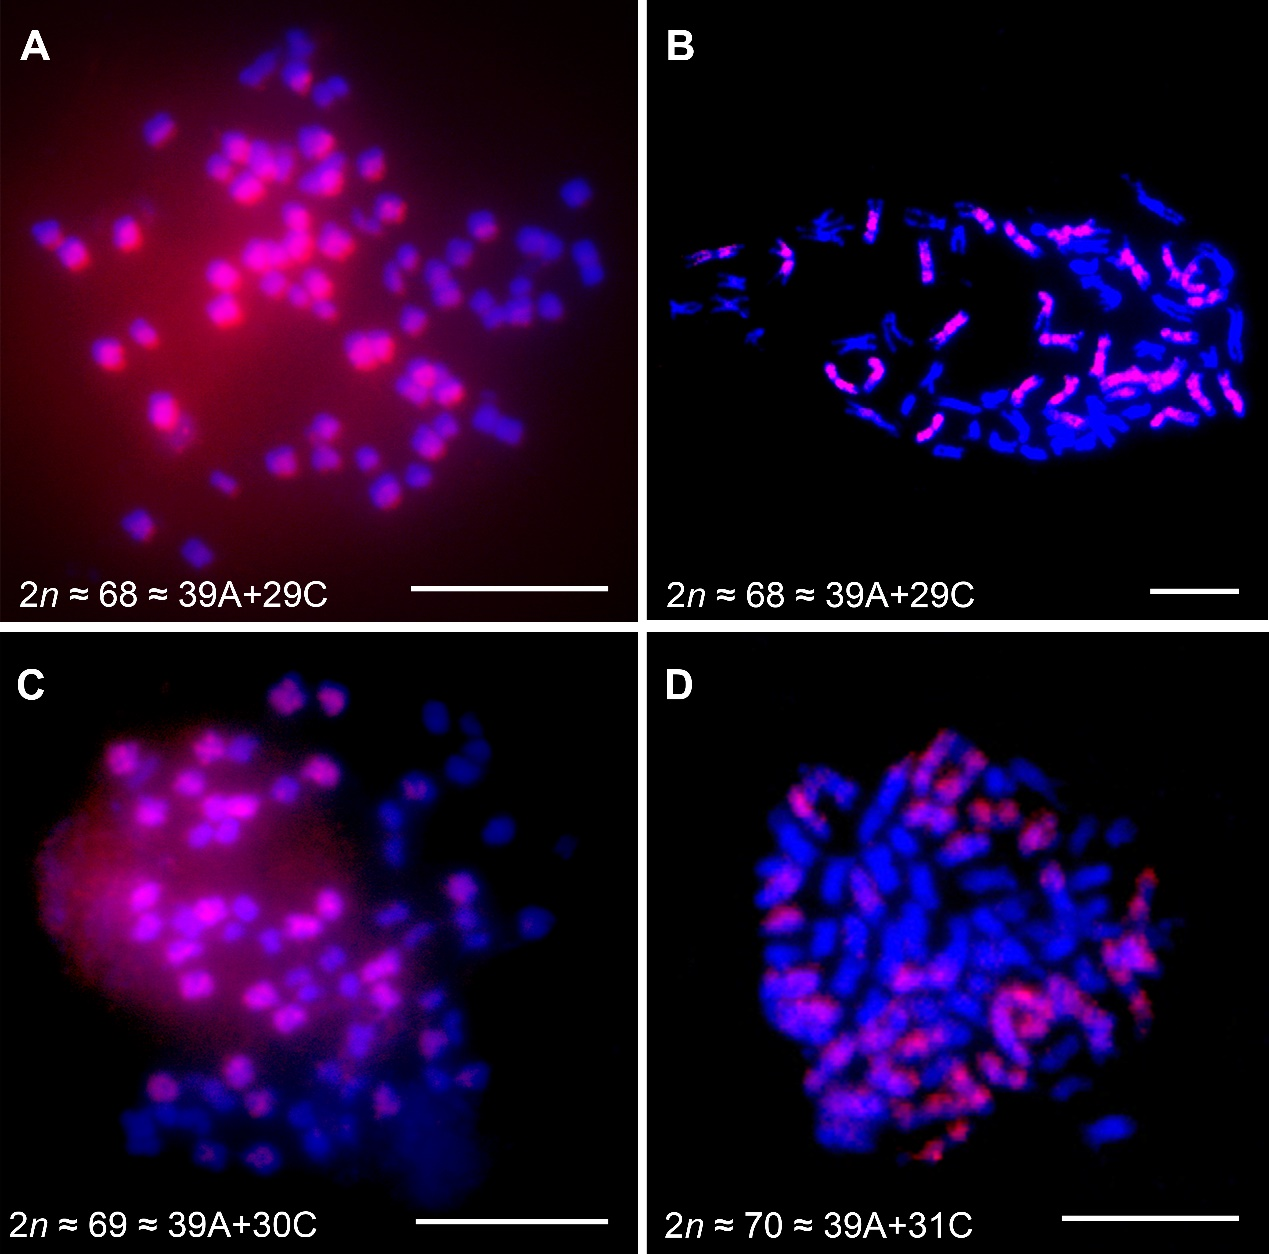 A
B
2n ≈ 68 ≈ 39A+29C
2n ≈ 68 ≈ 39A+29C
C
D
2n ≈ 69 ≈ 39A+30C
2n ≈ 70 ≈ 39A+31C